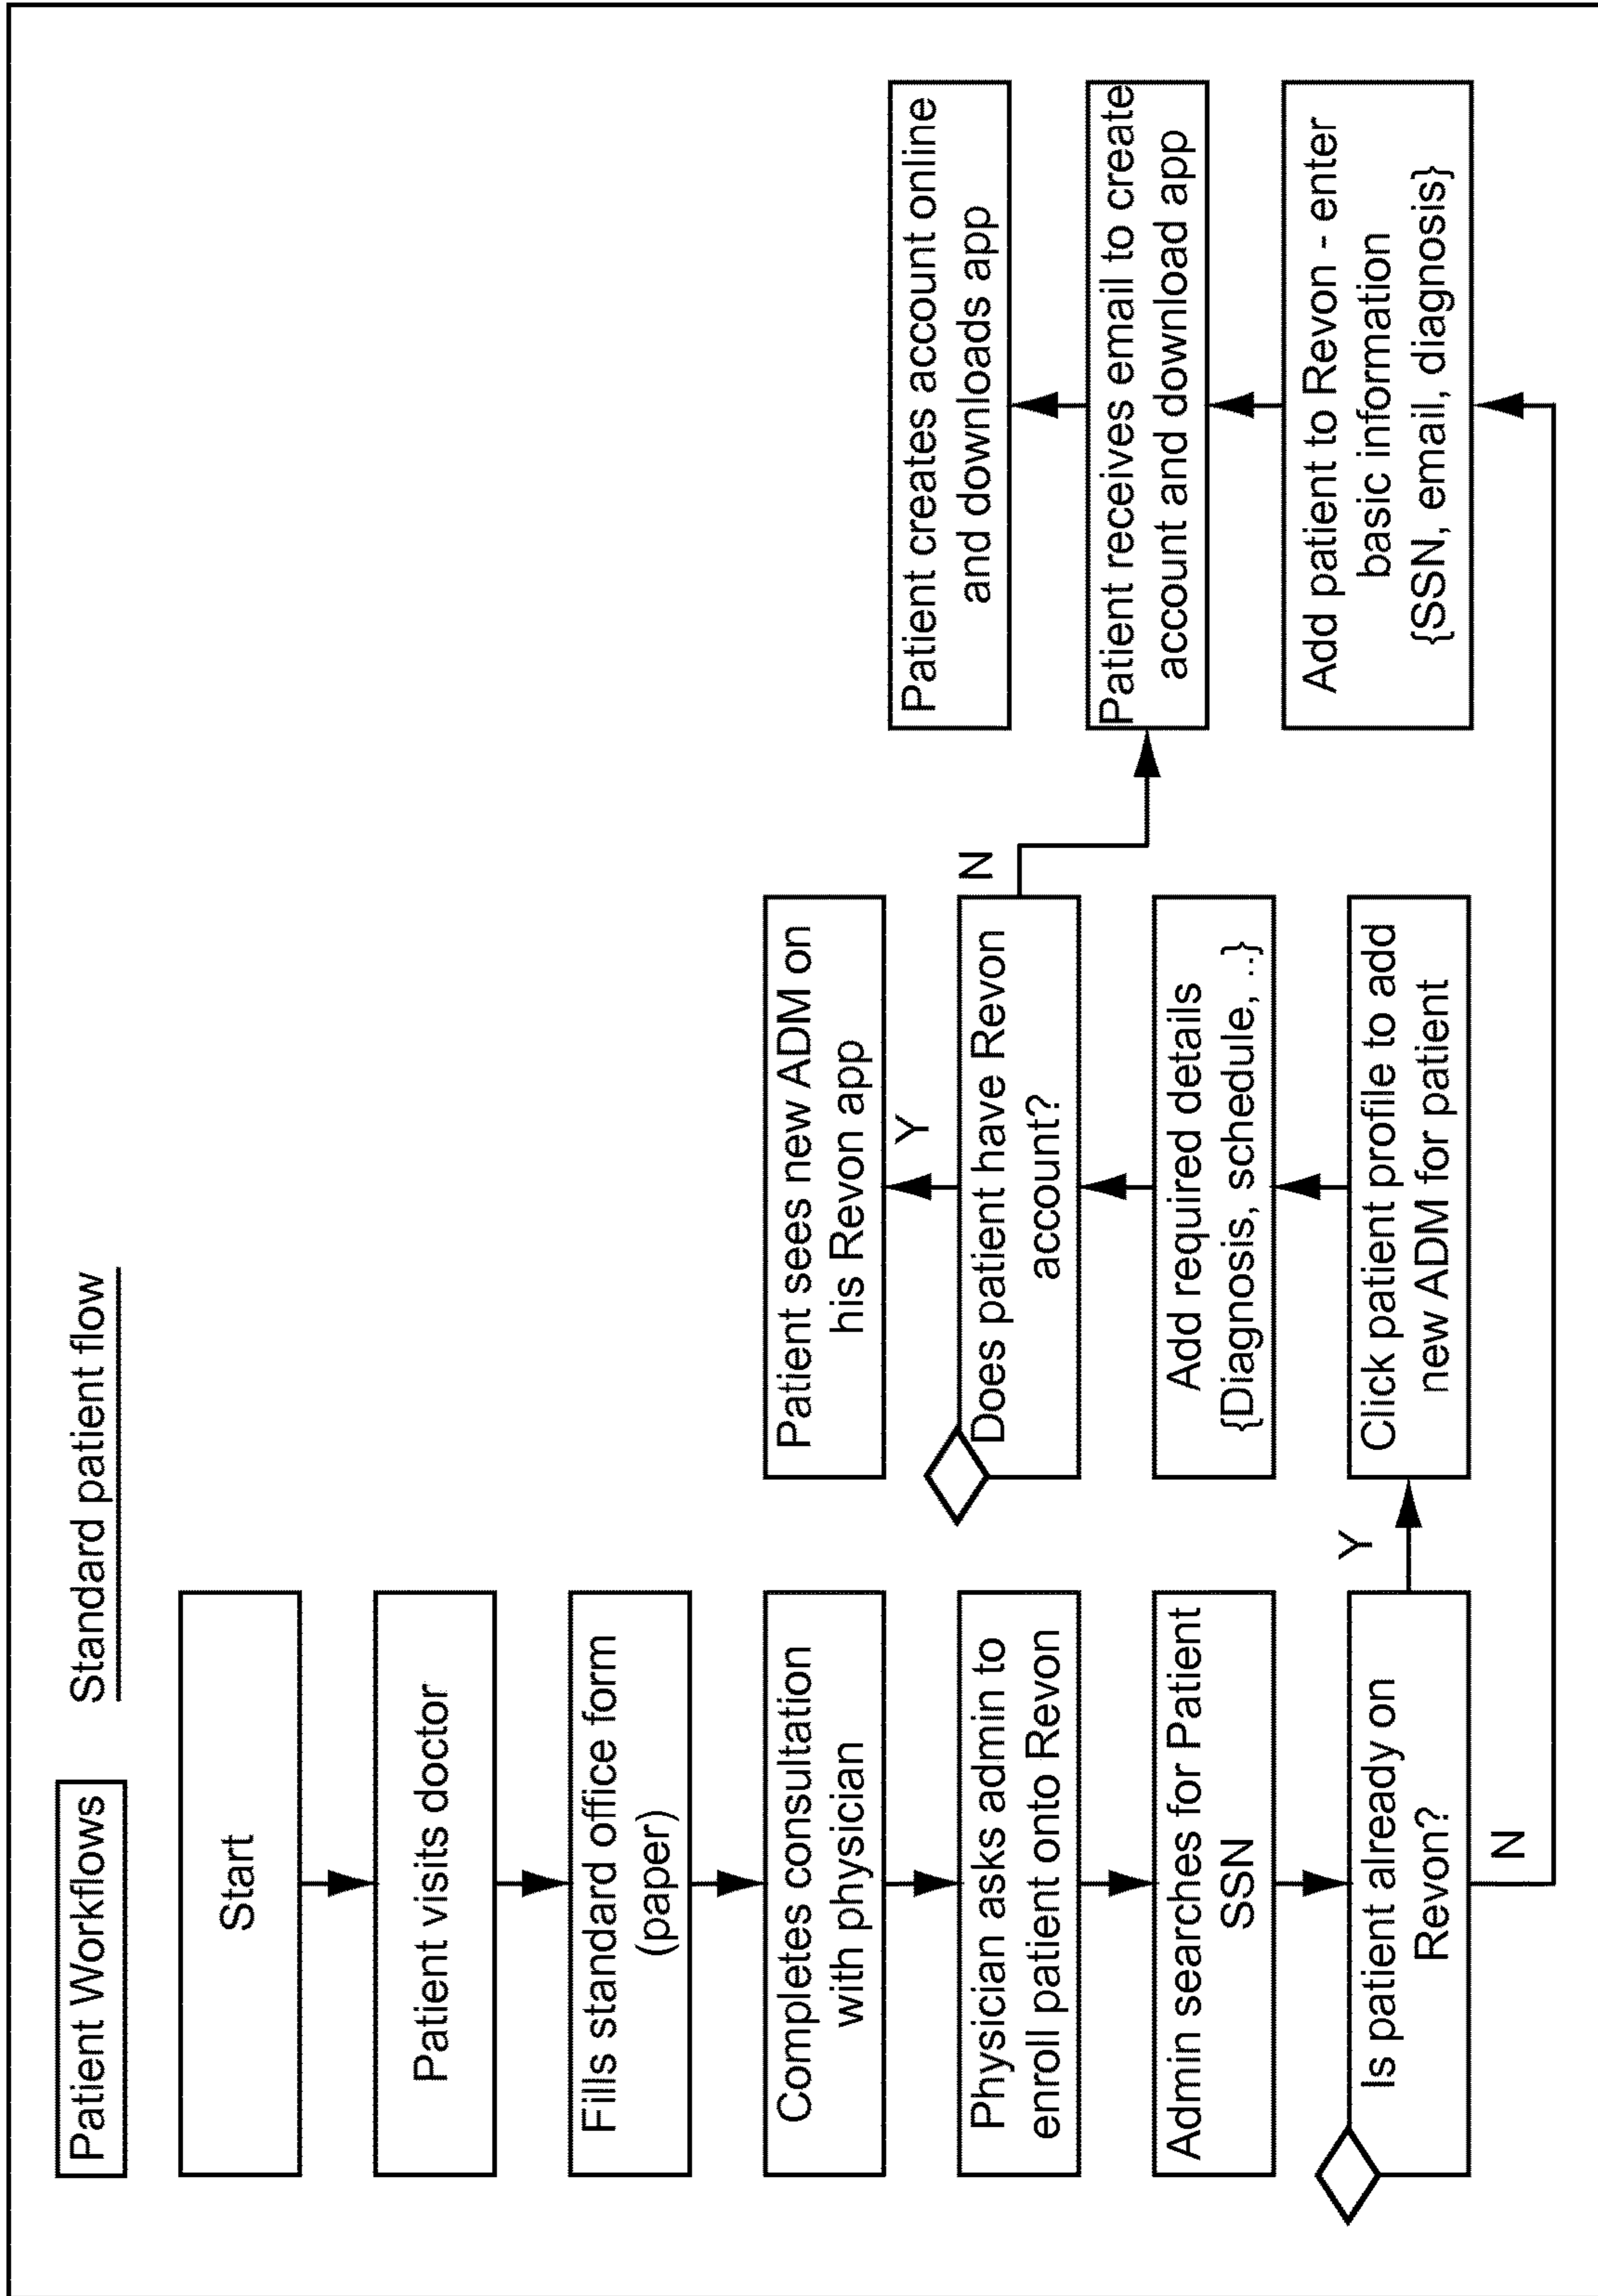 Patient Workflows
Standard patient flow
Start
Patient visits doctor
Fills standard office form
(paper)
Completes consultation
with physician
Physician asks admin to
enroll patient onto Revon
Admin searches for Patient
SSN
Is patient already on
Revon?
Y
N
Click patient profile to add
new ADM for patient
Add required details
{Diagnosis, schedule, ..}
Does patient have Revon
account?
Y
N
Patient sees new ADM on
his Revon app
Add patient to Revon - enter
basic information
{SSN, email, diagnosis}
Patient receives email to create
account and download app
Patient creates account online
and downloads app